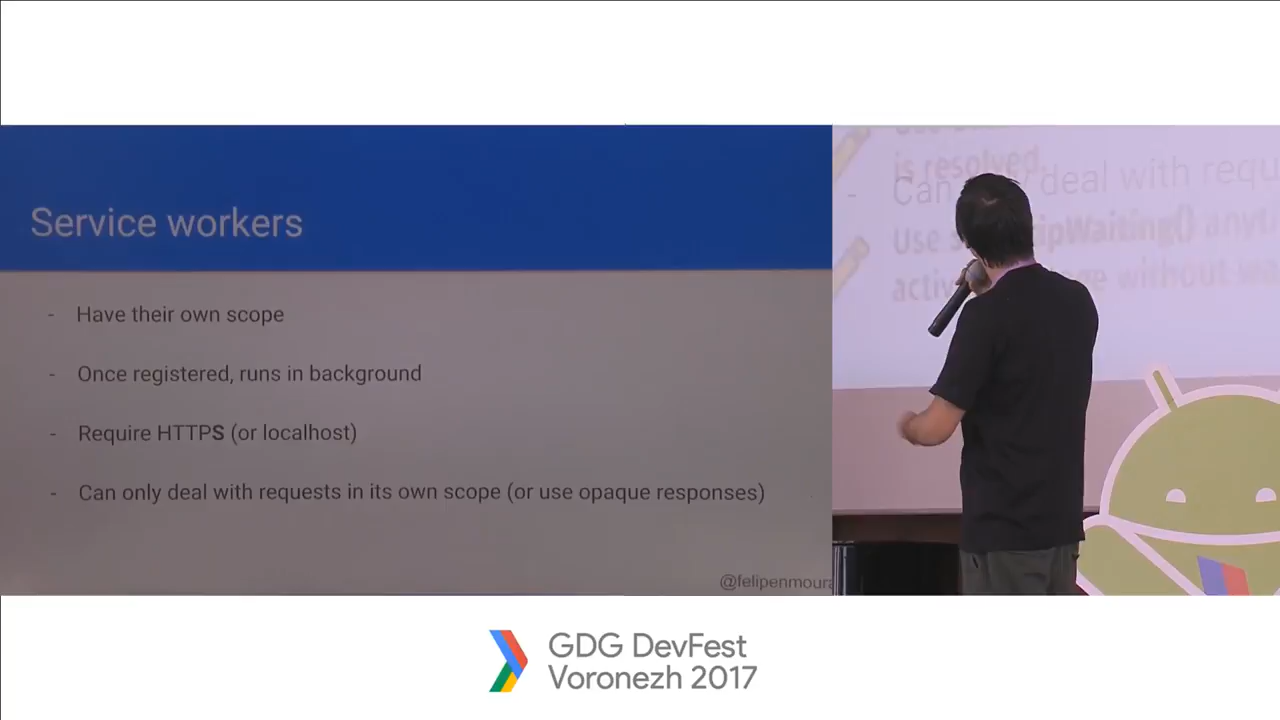 Service workers
- Have their own scope
- Once registered, runs in background
- Require HTTPS (or localhost)
- Can only deal with requests in its own scope (or use opaque responses)
@felipenmoura
is resolved.
- Can deal with requ
Use
active without
GDG DevFest
Voronezh 2017